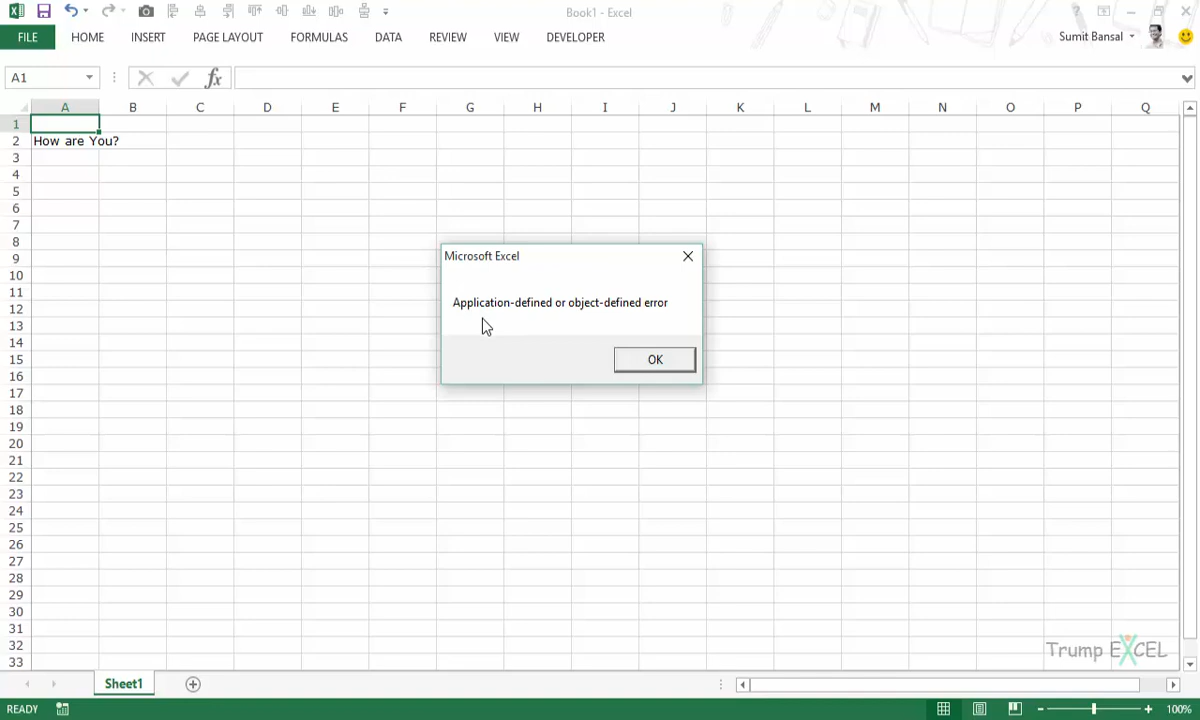 Book1 - Excel
FILE HOME INSERT PAGE LAYOUT FORMULAS DATA REVIEW VIEW DEVELOPER Sumit Bansal
A1 fx
A B C D E F G H I J K L M N O P Q
1
2 How are You?
3
4
5
6
7
8
9
10
11
12
13
14
15
16
17
18
19
20
21
22
23
24
25
26
27
28
29
30
31
32
33
Microsoft Excel
Application-defined or object-defined error
OK
Trump EXCEL
Sheet1
READY 100%